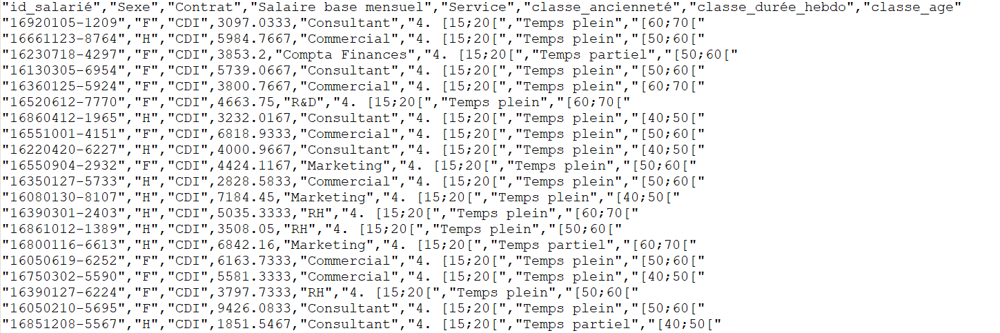 "id_salarié","Sexe","Contrat","Salaire base mensuel","Service","classe_ancienneté","classe_durée_hebdo","classe_age"
"16920105-1209","F","CDI",3097.0333,"Consultant","4. [15;20[","Temps plein","[60;70["
"16661123-8764","H","CDI",5984.7667,"Commercial","4. [15;20[","Temps plein","[50;60["
"16230718-4297","F","CDI",3853.2,"Compta Finances","4. [15;20[","Temps partiel","[50;60["
"16130305-6954","F","CDI",5739.0667,"Consultant","4. [15;20[","Temps plein","[50;60["
"16360125-5924","F","CDI",3800.7667,"Commercial","4. [15;20[","Temps plein","[60;70["
"16520612-7770","F","CDI",4663.75,"R&D","4. [15;20[","Temps plein","[60;70["
"16860412-1965","H","CDI",3232.0167,"Consultant","4. [15;20[","Temps plein","[40;50["
"16551001-4151","F","CDI",6818.9333,"Commercial","4. [15;20[","Temps plein","[50;60["
"16220420-6227","H","CDI",4000.9667,"Consultant","4. [15;20[","Temps plein","[40;50["
"16550904-2932","F","CDI",4424.1167,"Marketing","4. [15;20[","Temps plein","[50;60["
"16350127-5733","H","CDI",2828.5833,"Commercial","4. [15;20[","Temps plein","[50;60["
"16080130-8107","H","CDI",7184.45,"Marketing","4. [15;20[","Temps plein","[40;50["
"16390301-2403","H","CDI",5035.3333,"RH","4. [15;20[","Temps plein","[60;70["
"16861012-1389","H","CDI",3508.05,"RH","4. [15;20[","Temps plein","[50;60["
"16800116-6613","H","CDI",6842.16,"Marketing","4. [15;20[","Temps partiel","[60;70["
"16050619-6252","F","CDI",6163.7333,"Commercial","4. [15;20[","Temps plein","[50;60["
"16750302-5590","F","CDI",5581.3333,"Commercial","4. [15;20[","Temps plein","[40;50["
"16390127-6224","F","CDI",3797.7333,"RH","4. [15;20[","Temps plein","[50;60["
"16050210-5695","F","CDI",9426.0833,"Consultant","4. [15;20[","Temps plein","[50;60["
"16851208-5567","H","CDI",1851.5467,"Consultant","4. [15;20[","Temps partiel","[40;50["